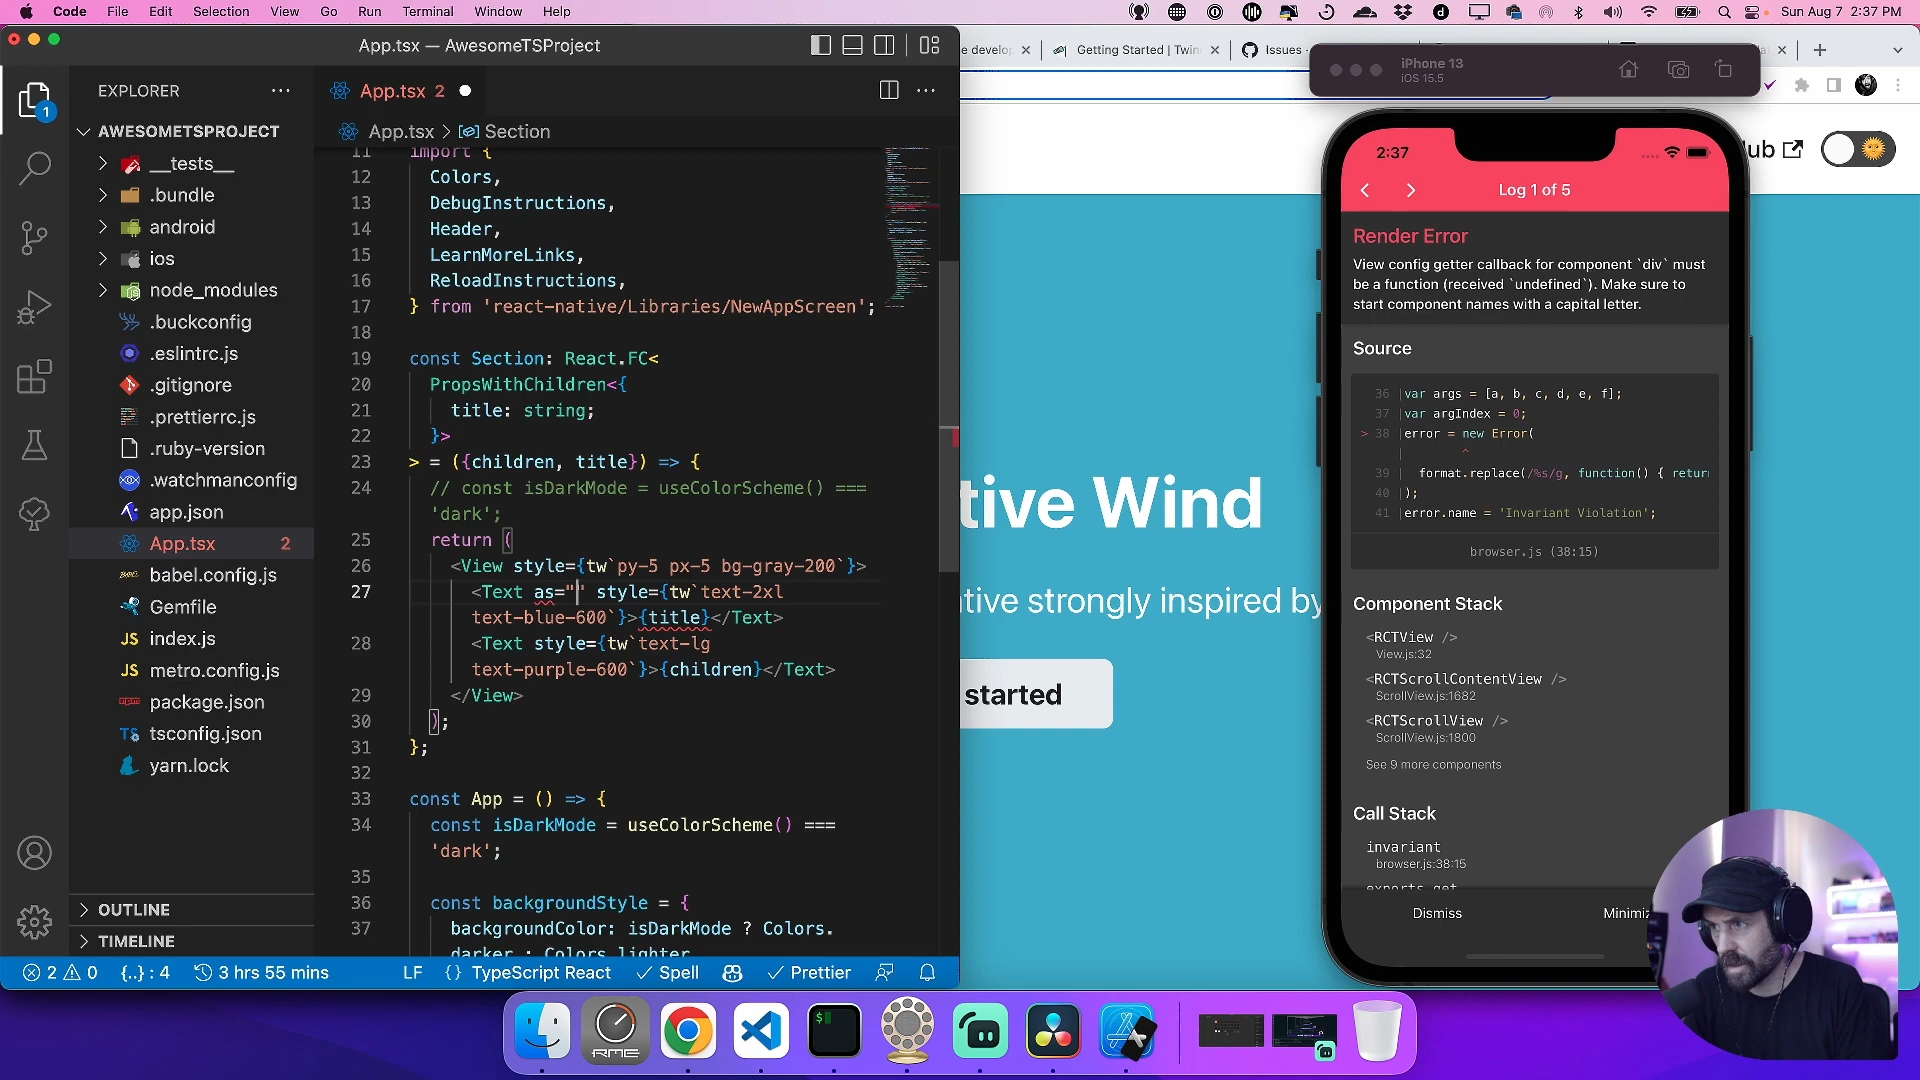 Code File Edit Selection View Go Run Terminal Window Help
Sun Aug 7 2:37 PM
App.tsx — AwesomeTSProject
EXPLORER
AWESOMETSPROJECT
__tests__
.bundle
android
ios
node_modules
.buckconfig
.eslintrc.js
.gitignore
.prettierrc.js
.ruby-version
.watchmanconfig
app.json
App.tsx 2
babel.config.js
Gemfile
index.js
metro.config.js
package.json
tsconfig.json
yarn.lock
OUTLINE
TIMELINE
1
App.tsx 2
App.tsx > Section
11 import {
12 Colors,
13 DebugInstructions,
14 Header,
15 LearnMoreLinks,
16 ReloadInstructions,
17 } from 'react-native/Libraries/NewAppScreen';
18
19 const Section: React.FC<
20 PropsWithChildren<{
21 title: string;
22 }>
23 > = ({children, title}) => {
24 // const isDarkMode = useColorScheme() ===
'dark';
25 return (
26 <View style={tw`py-5 px-5 bg-gray-200`}>
27 <Text as="" style={tw`text-2xl
text-blue-600`}>{title}</Text>
28 <Text style={tw`text-lg
text-purple-600`}>{children}</Text>
29 </View>
30 );
31 };
32
33 const App = () => {
34 const isDarkMode = useColorScheme() ===
'dark';
35
36 const backgroundStyle = {
37 backgroundColor: isDarkMode ? Colors.
darker : Colors.lighter
2 0 {..} : 4 3 hrs 55 mins LF {} TypeScript React Spell Prettier
e develop
Getting Started | Twin
Issues ·
ub
tive Wind
ative strongly inspired by
started
iPhone 13
iOS 15.5
2:37
Log 1 of 5
Render Error
View config getter callback for component `div` must
be a function (received `undefined`). Make sure to
start component names with a capital letter.
Source
36 | var args = [a, b, c, d, e, f];
37 | var argIndex = 0;
> 38 | error = new Error(
| ^
39 | format.replace(/%s/g, function() { retur
40 | );
41 | error.name = 'Invariant Violation';
browser.js (38:15)
Component Stack
<RCTView />
View.js:32
<RCTScrollContentView />
ScrollView.js:1682
<RCTScrollView />
ScrollView.js:1800
See 9 more components
Call Stack
invariant
browser.js:38:15
exports.get
Dismiss
Minimiz
RME
$